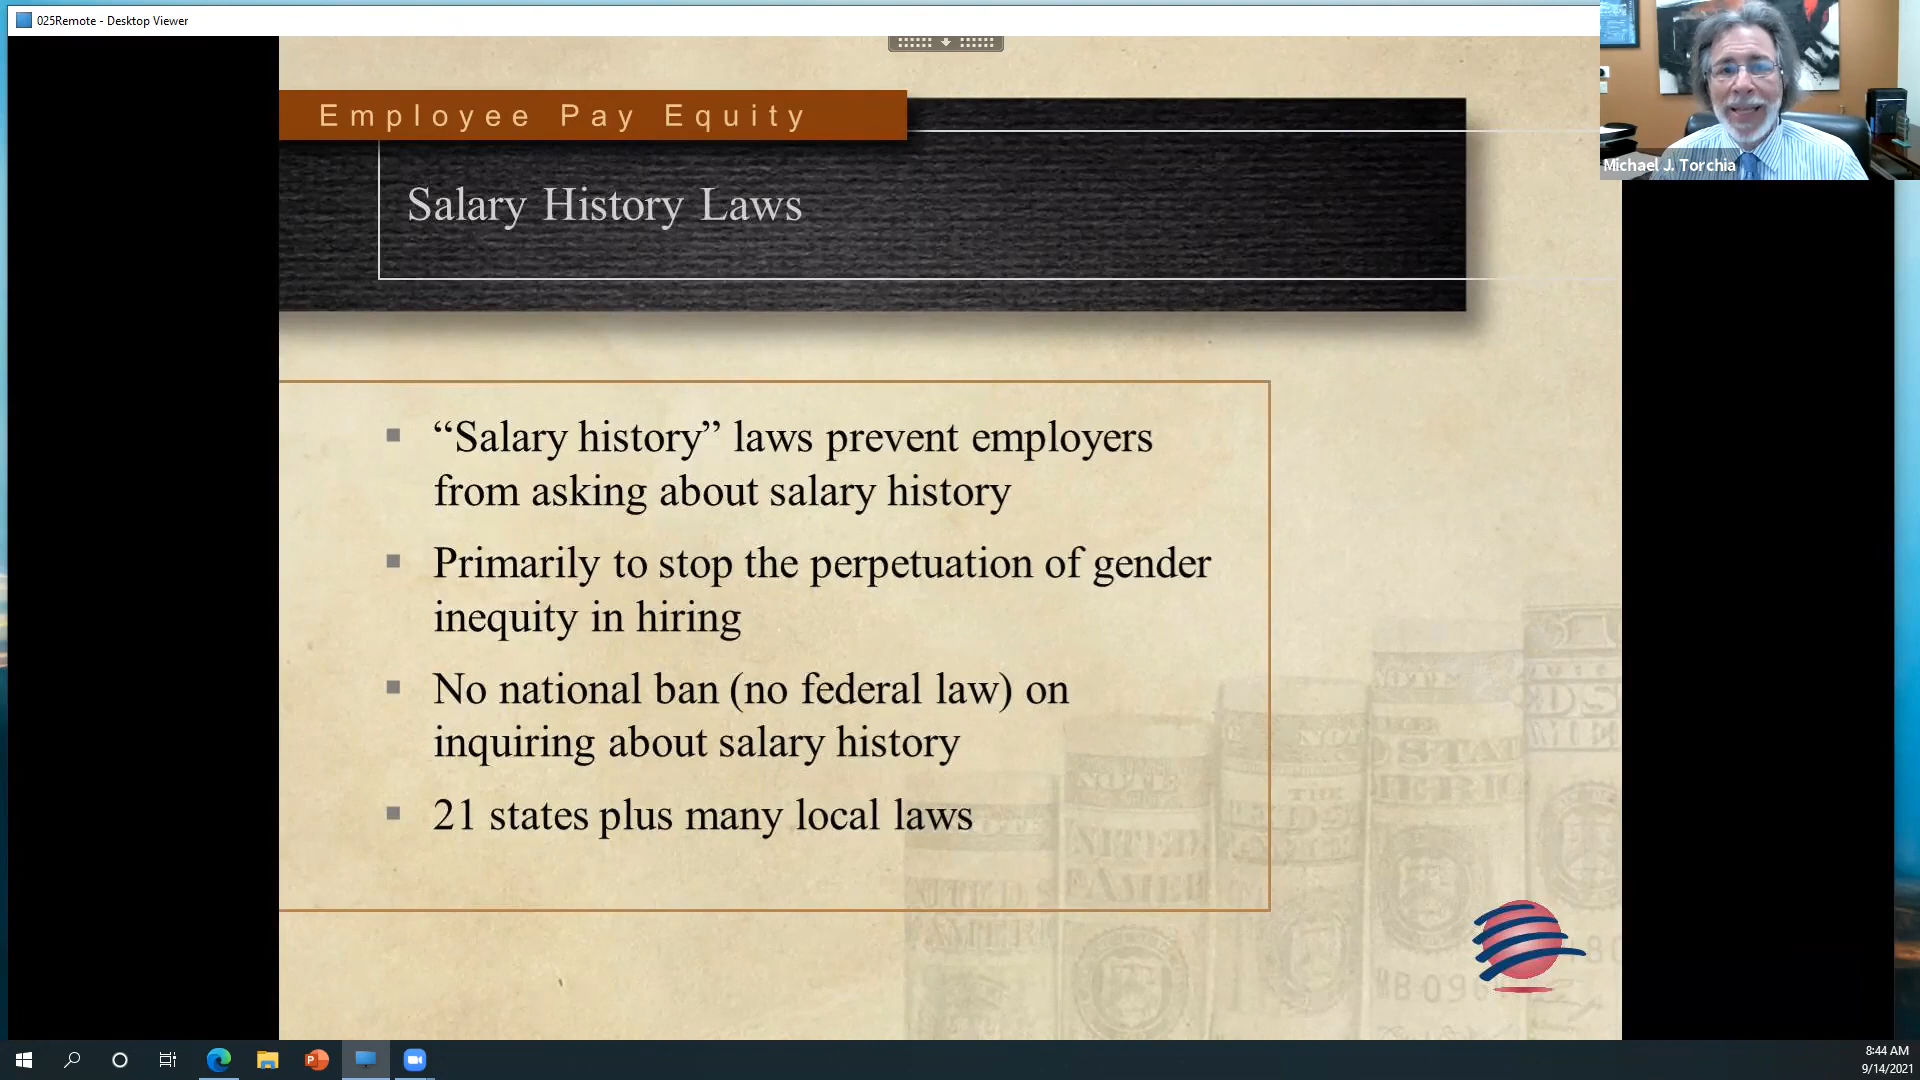 025Remote - Desktop Viewer
Employee Pay Equity
Michael J. Torchia
Salary History Laws
“Salary history” laws prevent employers
from asking about salary history
Primarily to stop the perpetuation of gender
inequity in hiring
No national ban (no federal law) on
inquiring about salary history
21 states plus many local laws
8:44 AM
9/14/2021